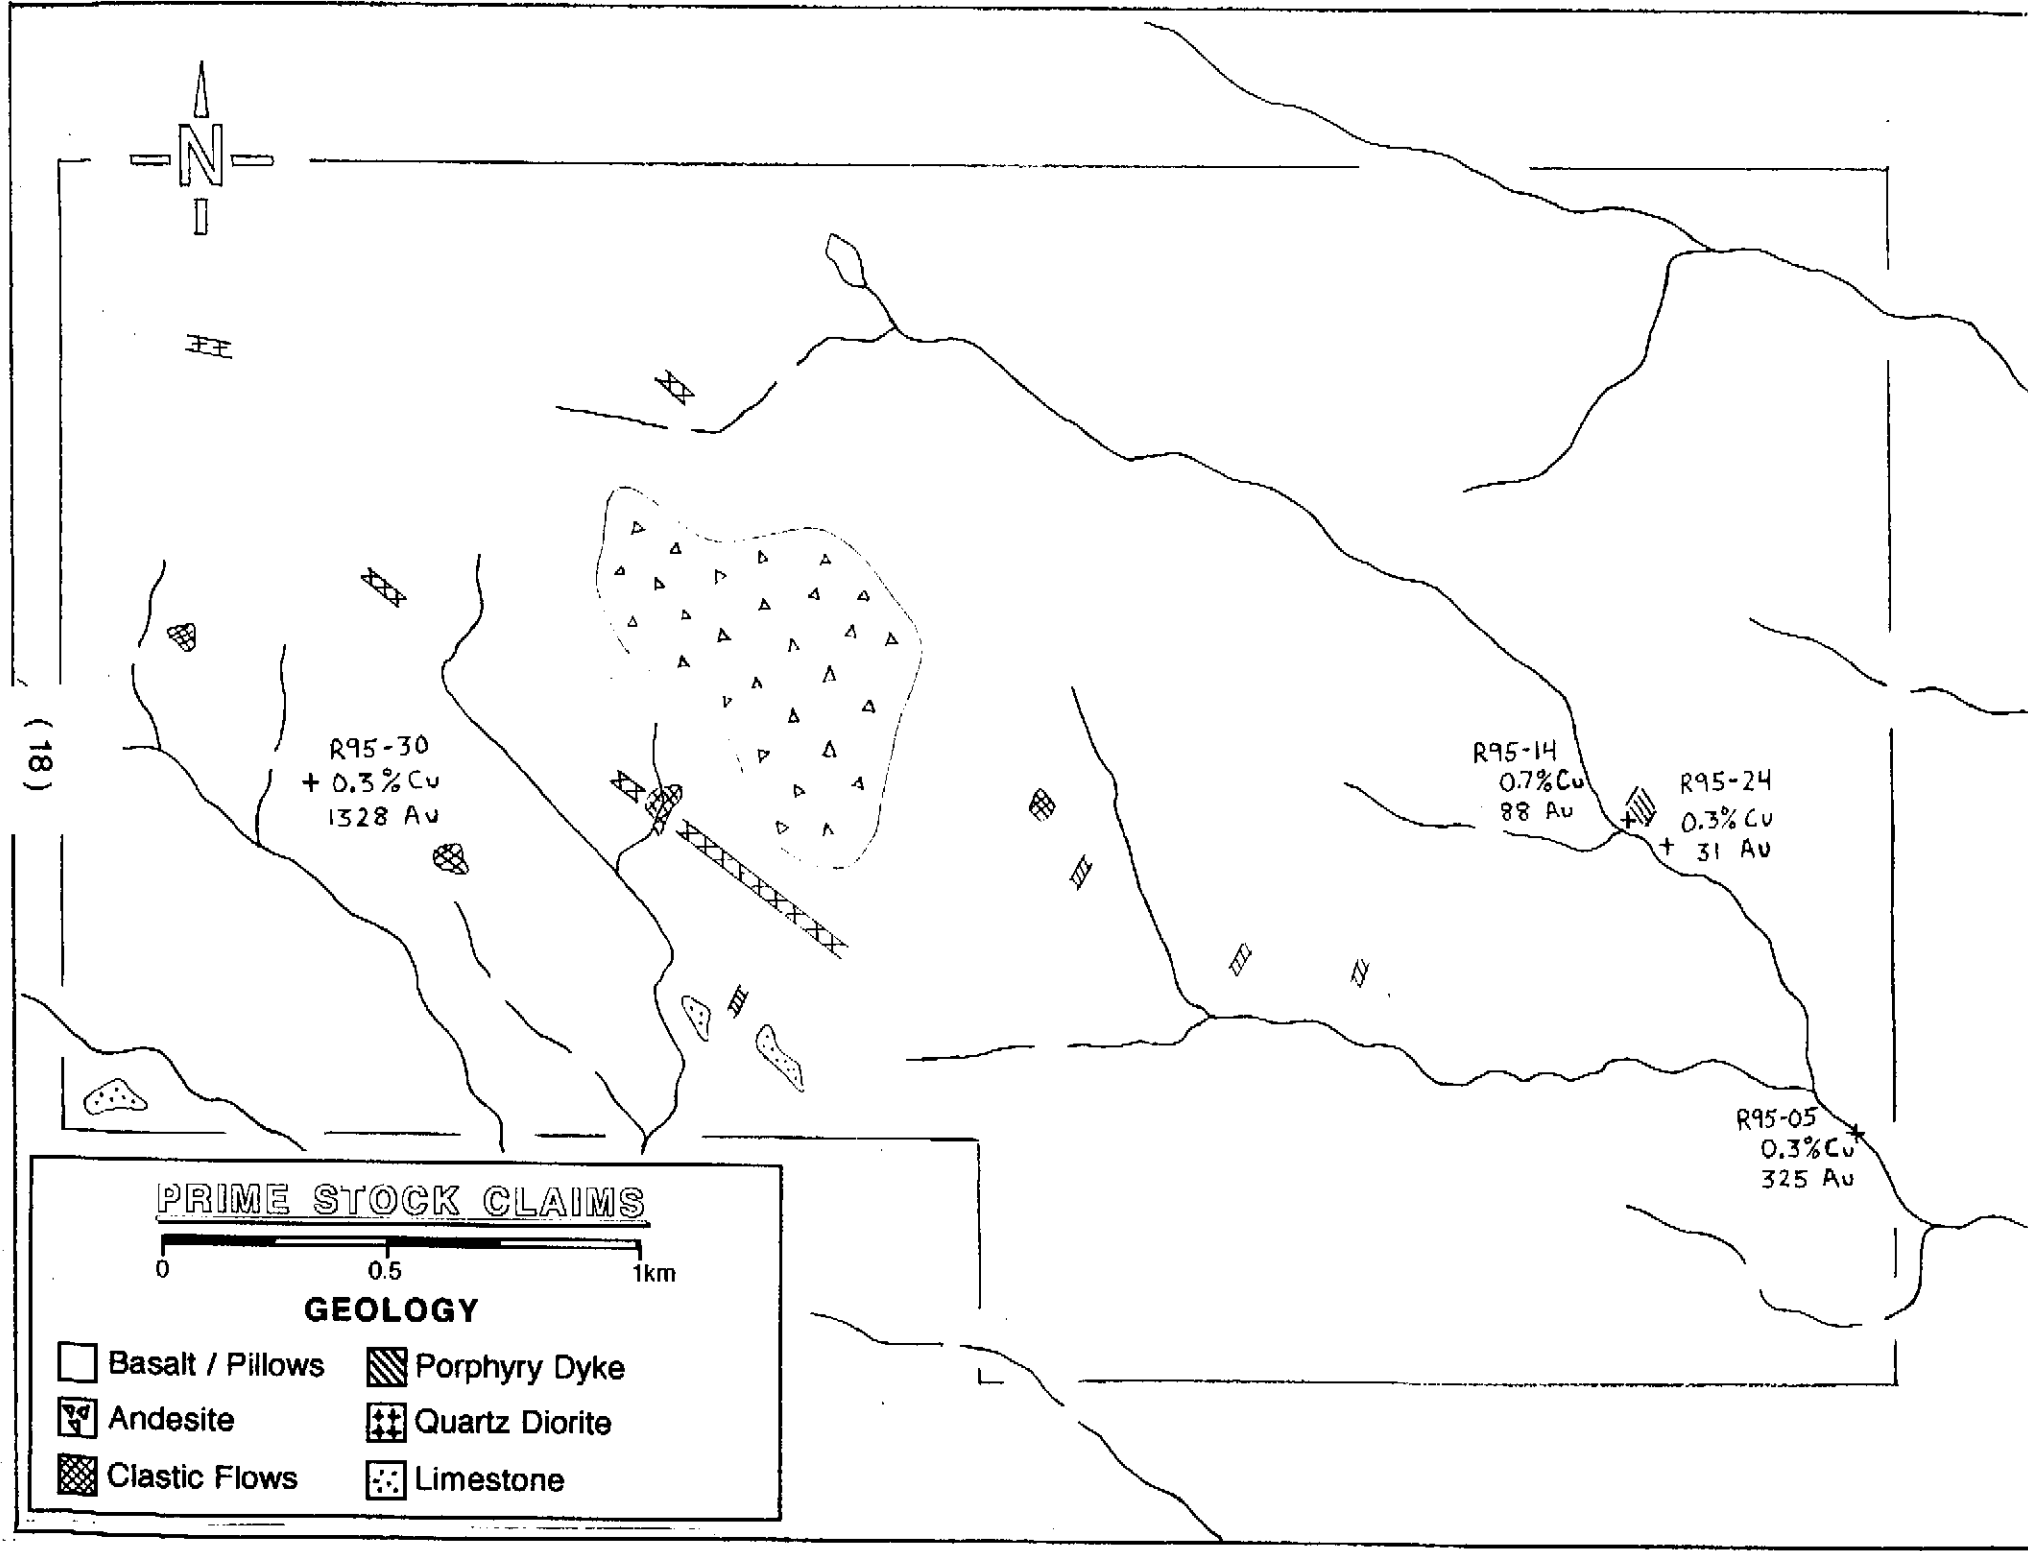 N
(18)
R95-30
+ 0.3% Cu
1328 Au
R95-14
0.7% Cu
88 Au
R95-24
0.3% Cu
31 Au
R95-05
0.3% Cu
325 Au
PRIME STOCK CLAIMS
0 0.5 1km
GEOLOGY
Basalt / Pillows
Porphyry Dyke
Andesite
Quartz Diorite
Clastic Flows
Limestone